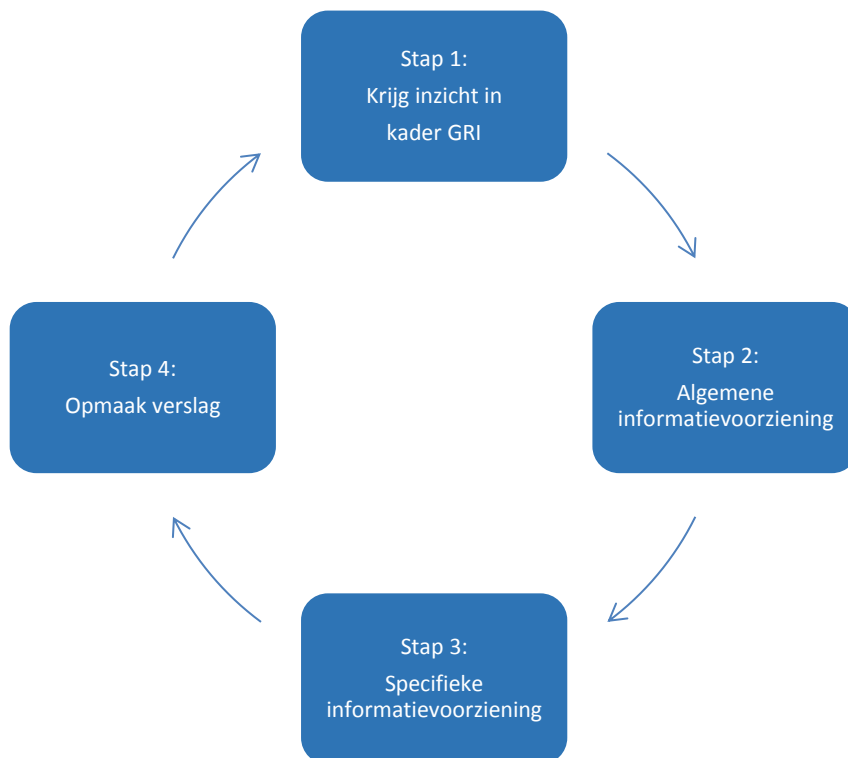 Stap 1:
Krijg inzicht in
kader GRI
Stap 2:
Algemene
informatievoorziening
Stap 3:
Specifieke
informatievoorziening
Stap 4:
Opmaak verslag